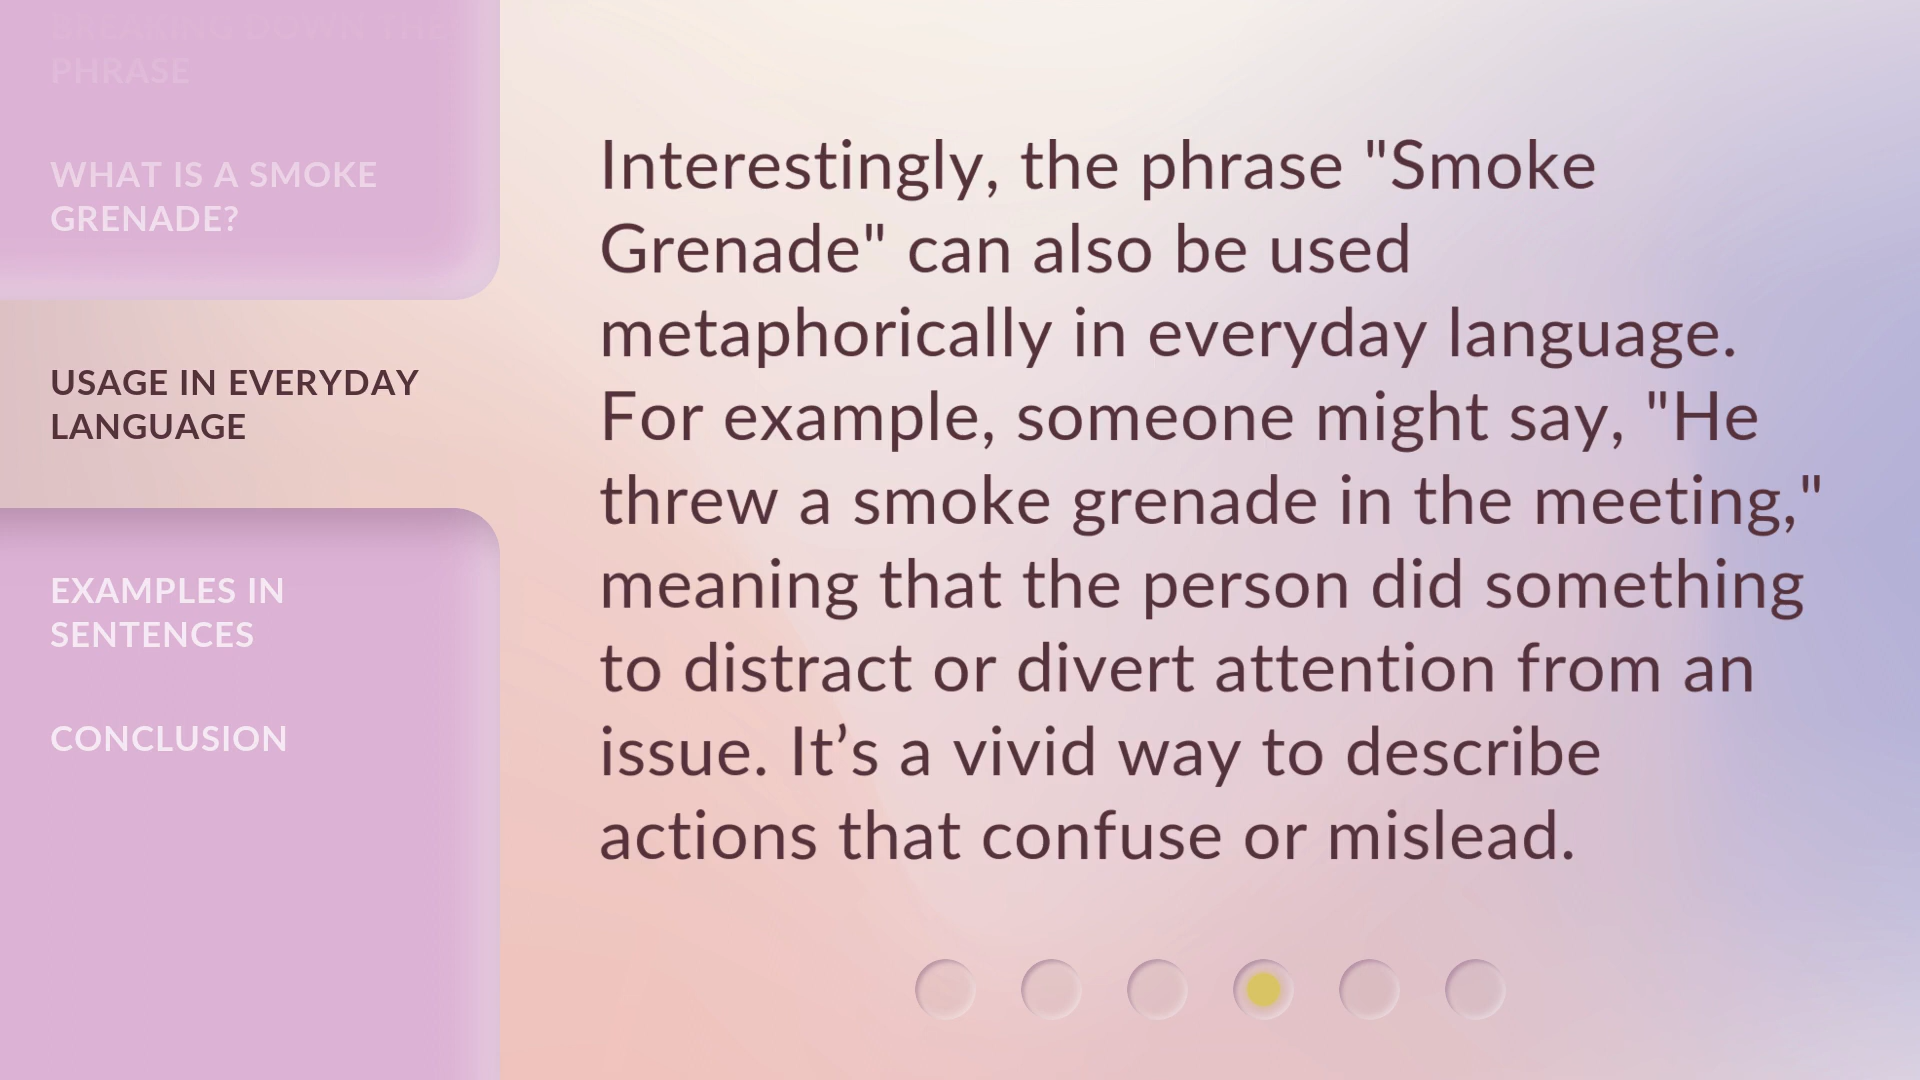 BREAKING DOWN THE
PHRASE
WHAT IS A SMOKE
GRENADE?
USAGE IN EVERYDAY
LANGUAGE
EXAMPLES IN
SENTENCES
CONCLUSION
Interestingly, the phrase "Smoke
Grenade" can also be used
metaphorically in everyday language.
For example, someone might say, "He
threw a smoke grenade in the meeting,"
meaning that the person did something
to distract or divert attention from an
issue. It’s a vivid way to describe
actions that confuse or mislead.